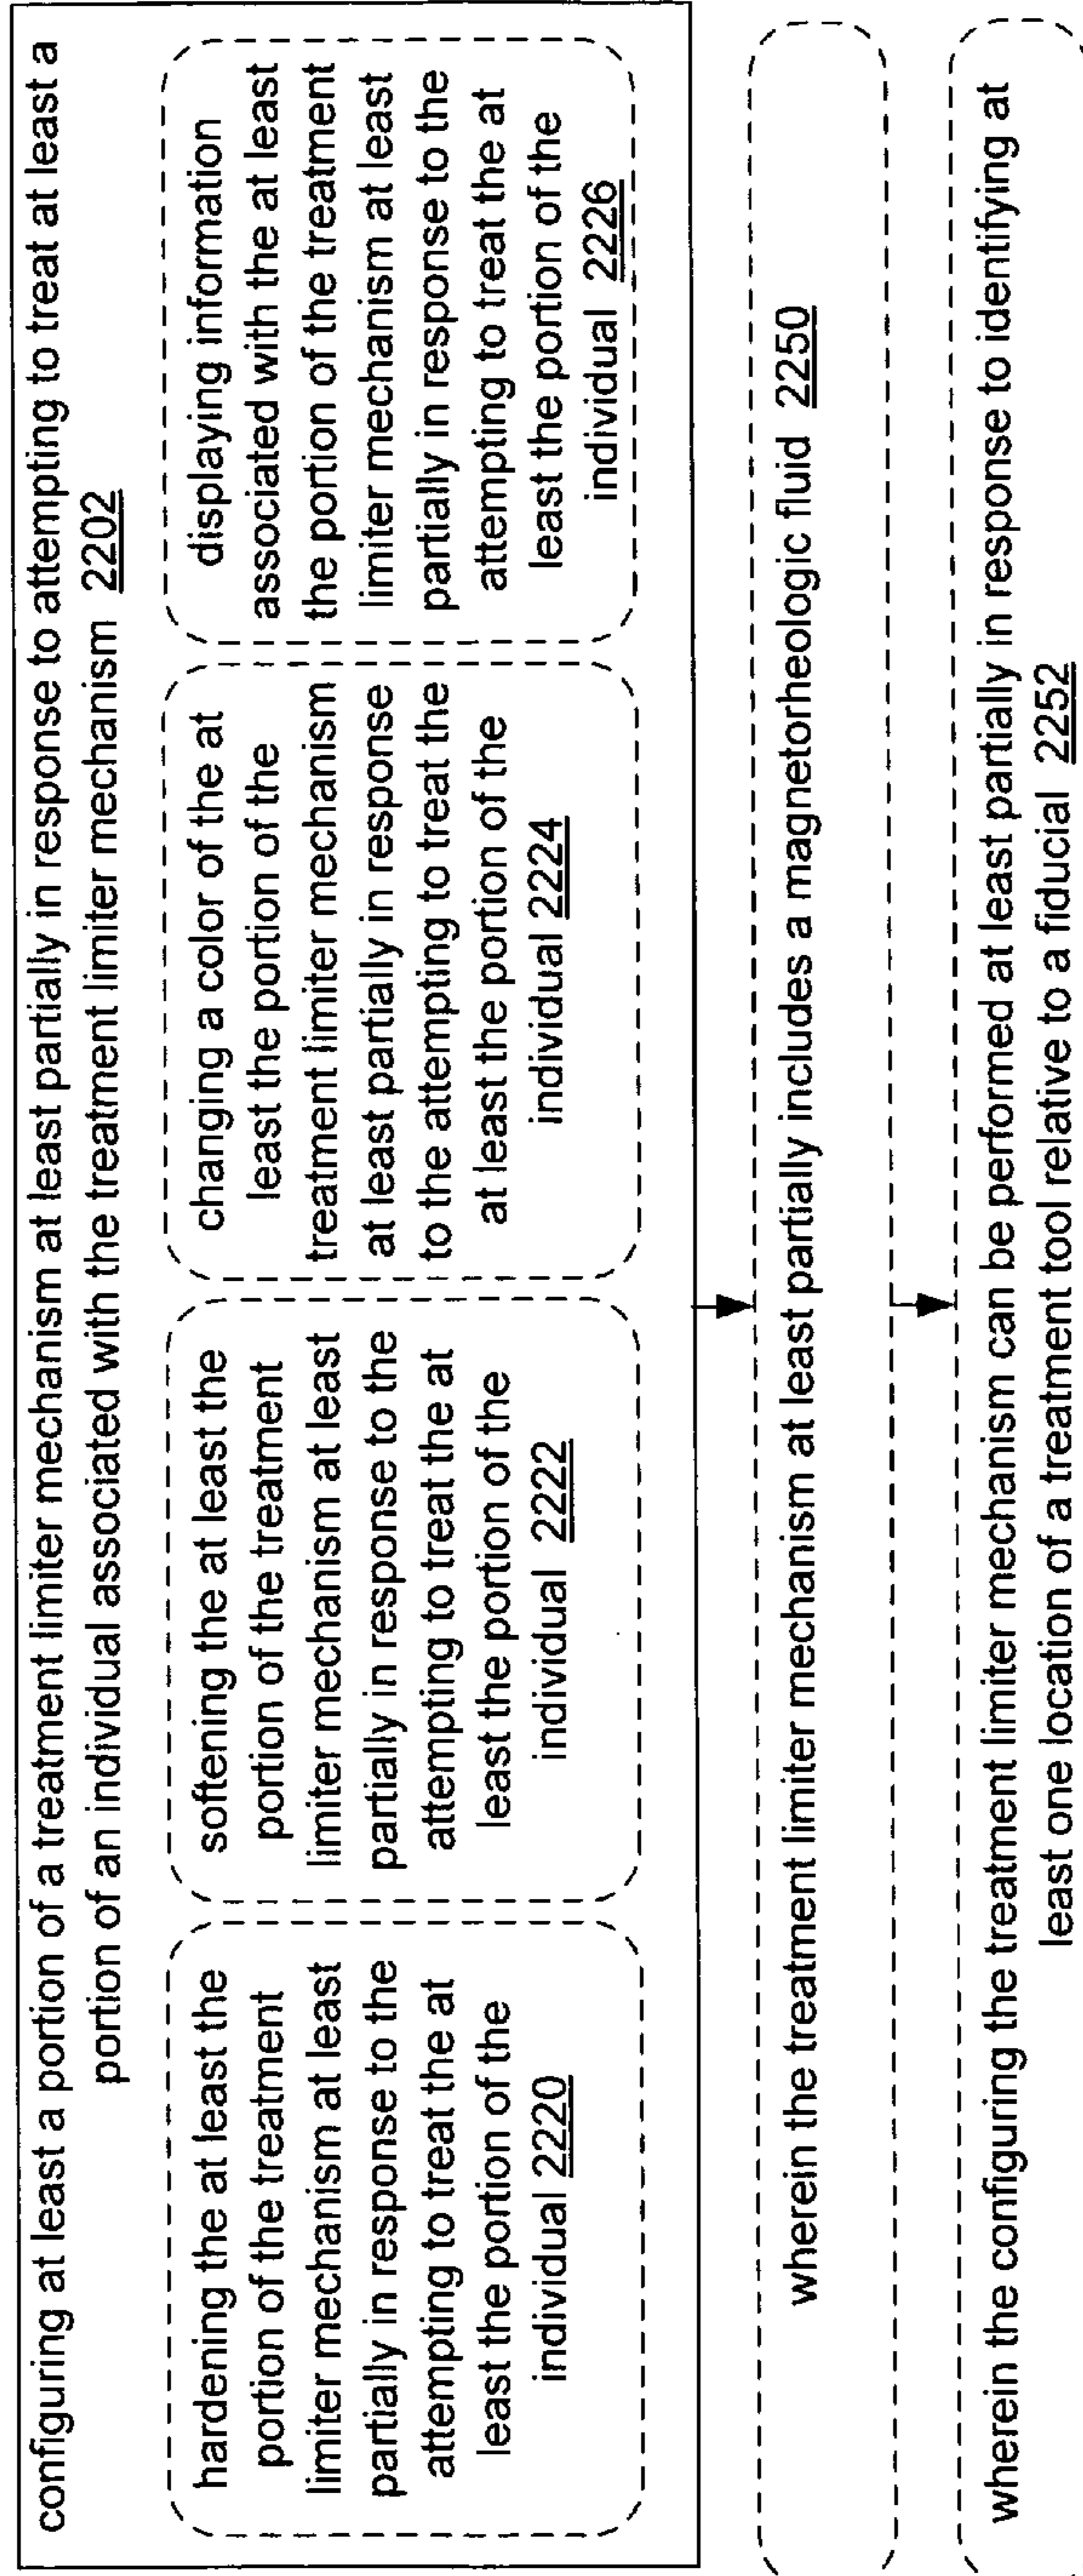 configuring at least a portion of a treatment limiter mechanism at least partially in response to attempting to treat at least a
portion of an individual associated with the treatment limiter mechanism 2202
hardening the at least the
portion of the treatment
limiter mechanism at least
partially in response to the
attempting to treat the at
least the portion of the
individual 2220
softening the at least the
portion of the treatment
limiter mechanism at least
partially in response to the
attempting to treat the at
least the portion of the
individual 2222
changing a color of the at
least the portion of the
treatment limiter mechanism
at least partially in response
to the attempting to treat the
at least the portion of the
individual 2224
displaying information
associated with the at least
the portion of the treatment
limiter mechanism at least
partially in response to the
attempting to treat the at
least the portion of the
individual 2226
wherein the treatment limiter mechanism at least partially includes a magnetorheologic fluid 2250
wherein the configuring the treatment limiter mechanism can be performed at least partially in response to identifying at
least one location of a treatment tool relative to a fiducial 2252